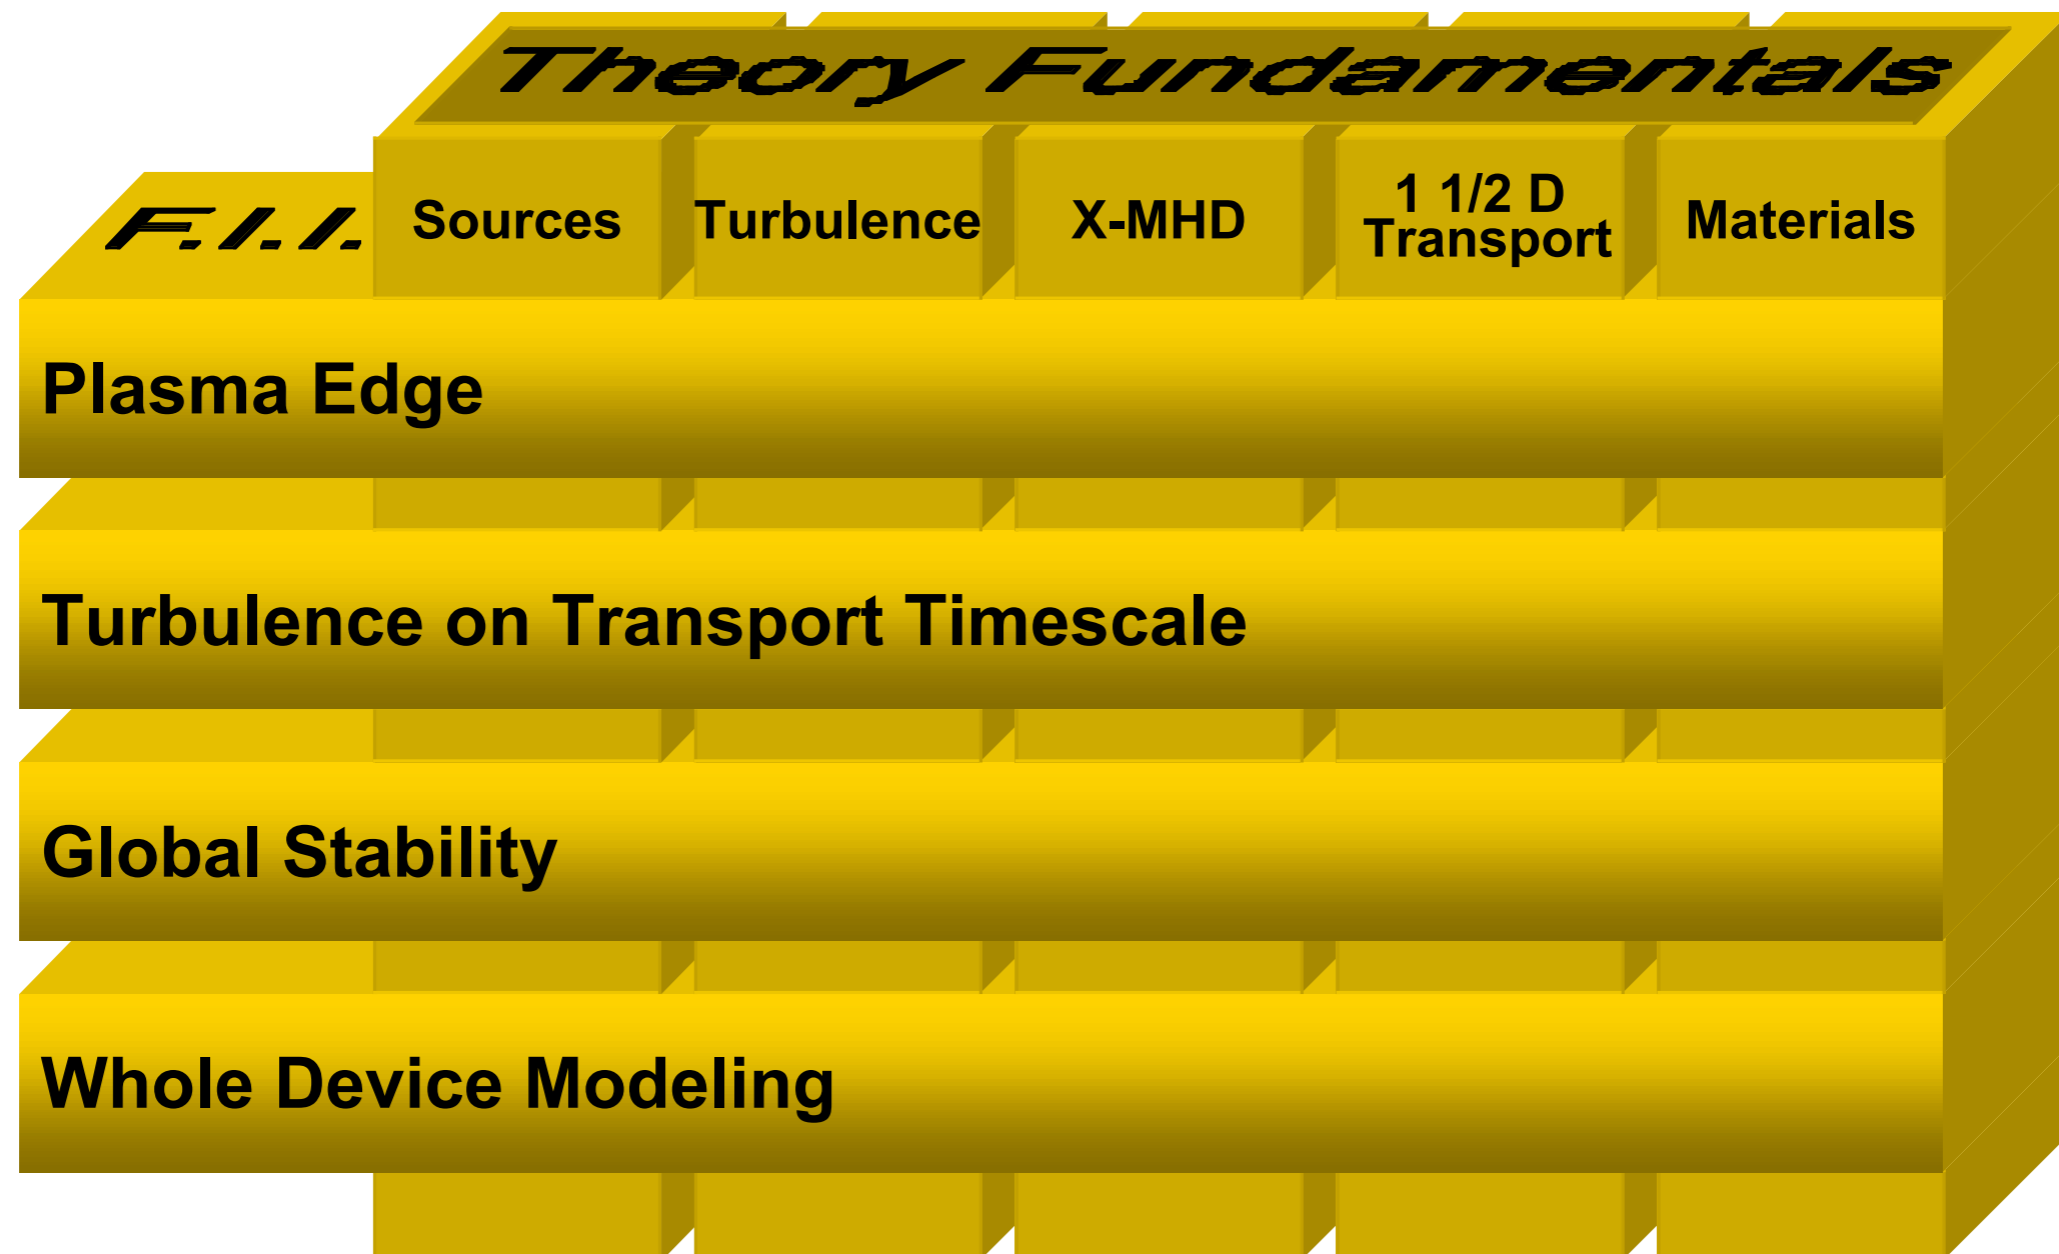 Theory Fundamentals
F.I.I.
Sources
Turbulence
X-MHD
1 1/2 D
Transport
Materials
Plasma Edge
Turbulence on Transport Timescale
Global Stability
Whole Device Modeling